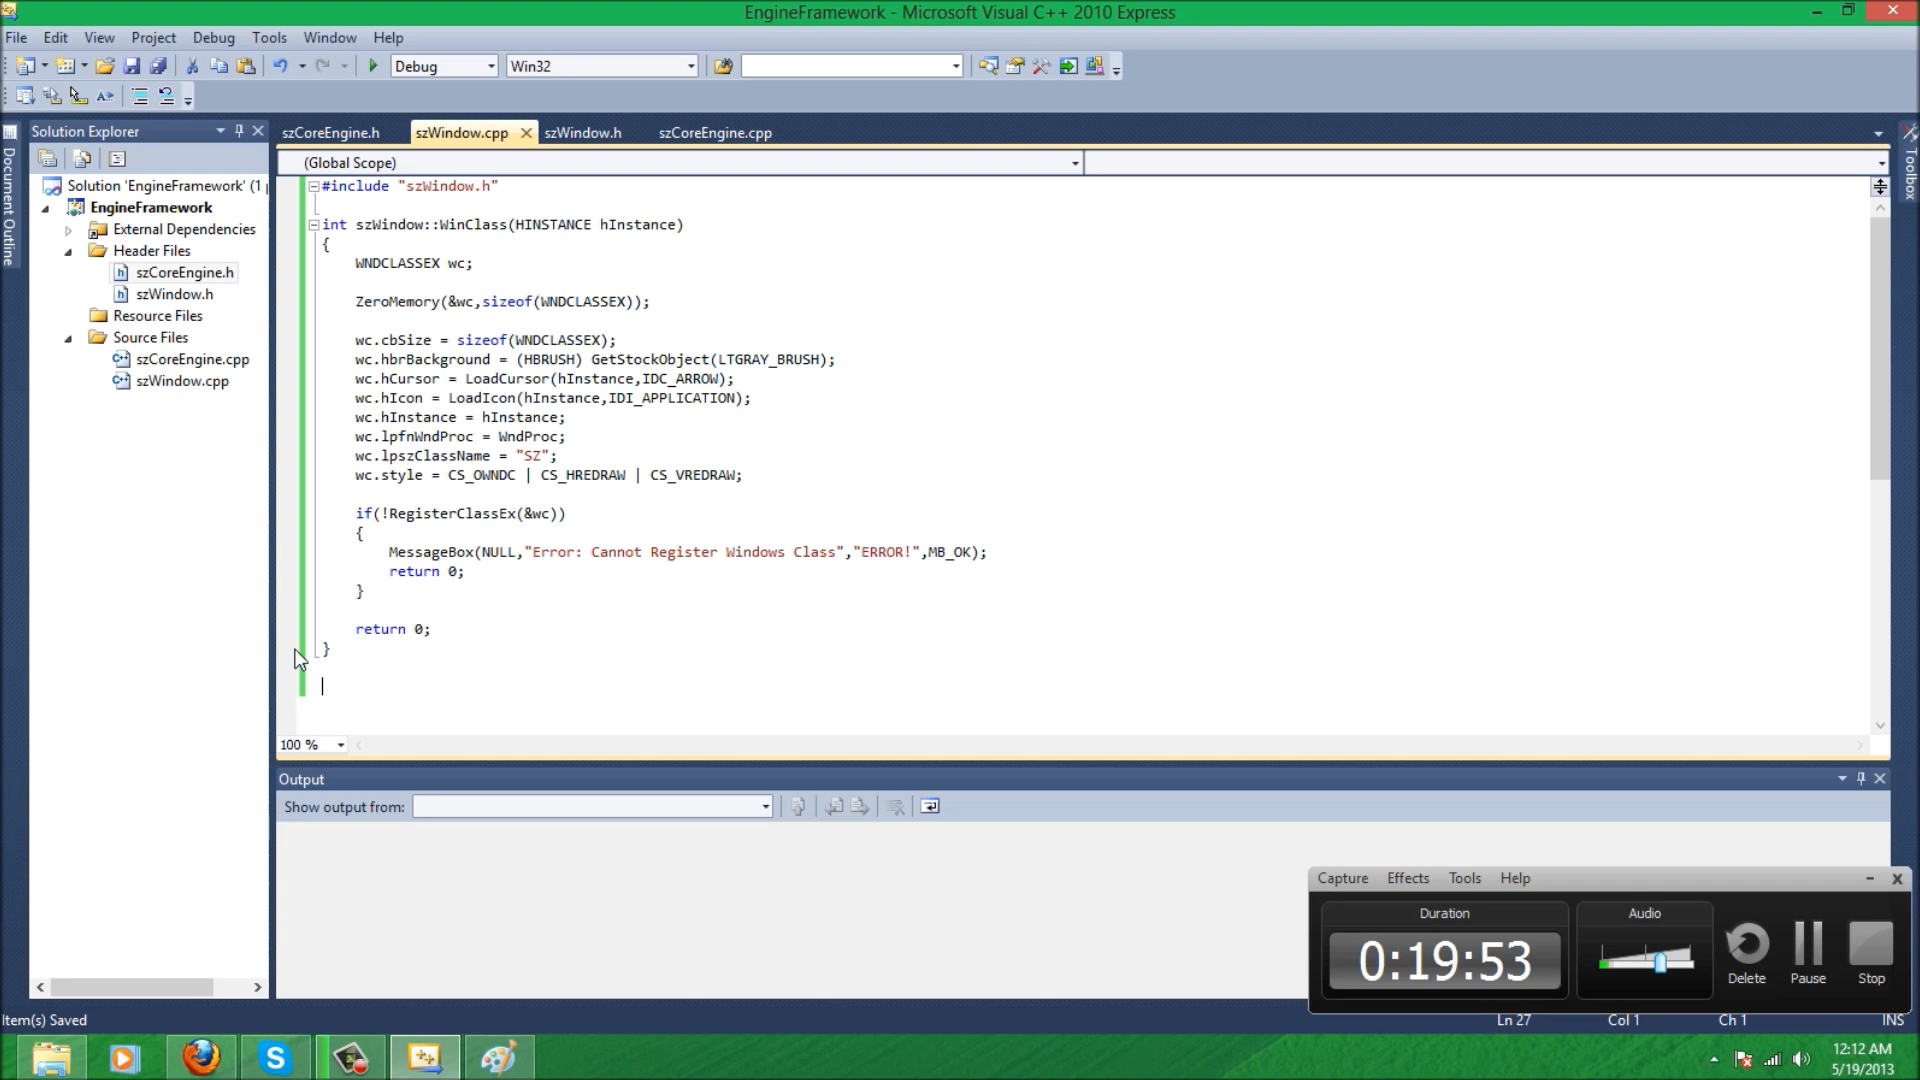 EngineFramework - Microsoft Visual C++ 2010 Express
File Edit View Project Debug Tools Window Help
Debug Win32
Solution Explorer
szCoreEngine.h szWindow.cpp szWindow.h szCoreEngine.cpp
(Global Scope)
Document Outline
Toolbox
Solution 'EngineFramework' (1 p
EngineFramework
External Dependencies
Header Files
szCoreEngine.h
szWindow.h
Resource Files
Source Files
szCoreEngine.cpp
szWindow.cpp
#include "szWindow.h"
int szWindow::WinClass(HINSTANCE hInstance)
{
WNDCLASSEX wc;
ZeroMemory(&wc,sizeof(WNDCLASSEX));
wc.cbSize = sizeof(WNDCLASSEX);
wc.hbrBackground = (HBRUSH) GetStockObject(LTGRAY_BRUSH);
wc.hCursor = LoadCursor(hInstance,IDC_ARROW);
wc.hIcon = LoadIcon(hInstance,IDI_APPLICATION);
wc.hInstance = hInstance;
wc.lpfnWndProc = WndProc;
wc.lpszClassName = "SZ";
wc.style = CS_OWNDC | CS_HREDRAW | CS_VREDRAW;
if(!RegisterClassEx(&wc))
{
MessageBox(NULL,"Error: Cannot Register Windows Class","ERROR!",MB_OK);
return 0;
}
return 0;
}
100 %
Output
Show output from:
Capture Effects Tools Help
Duration
0:19:53
Audio
Delete Pause Stop
Item(s) Saved
Ln 27 Col 1 Ch 1 INS
12:12 AM
5/19/2013